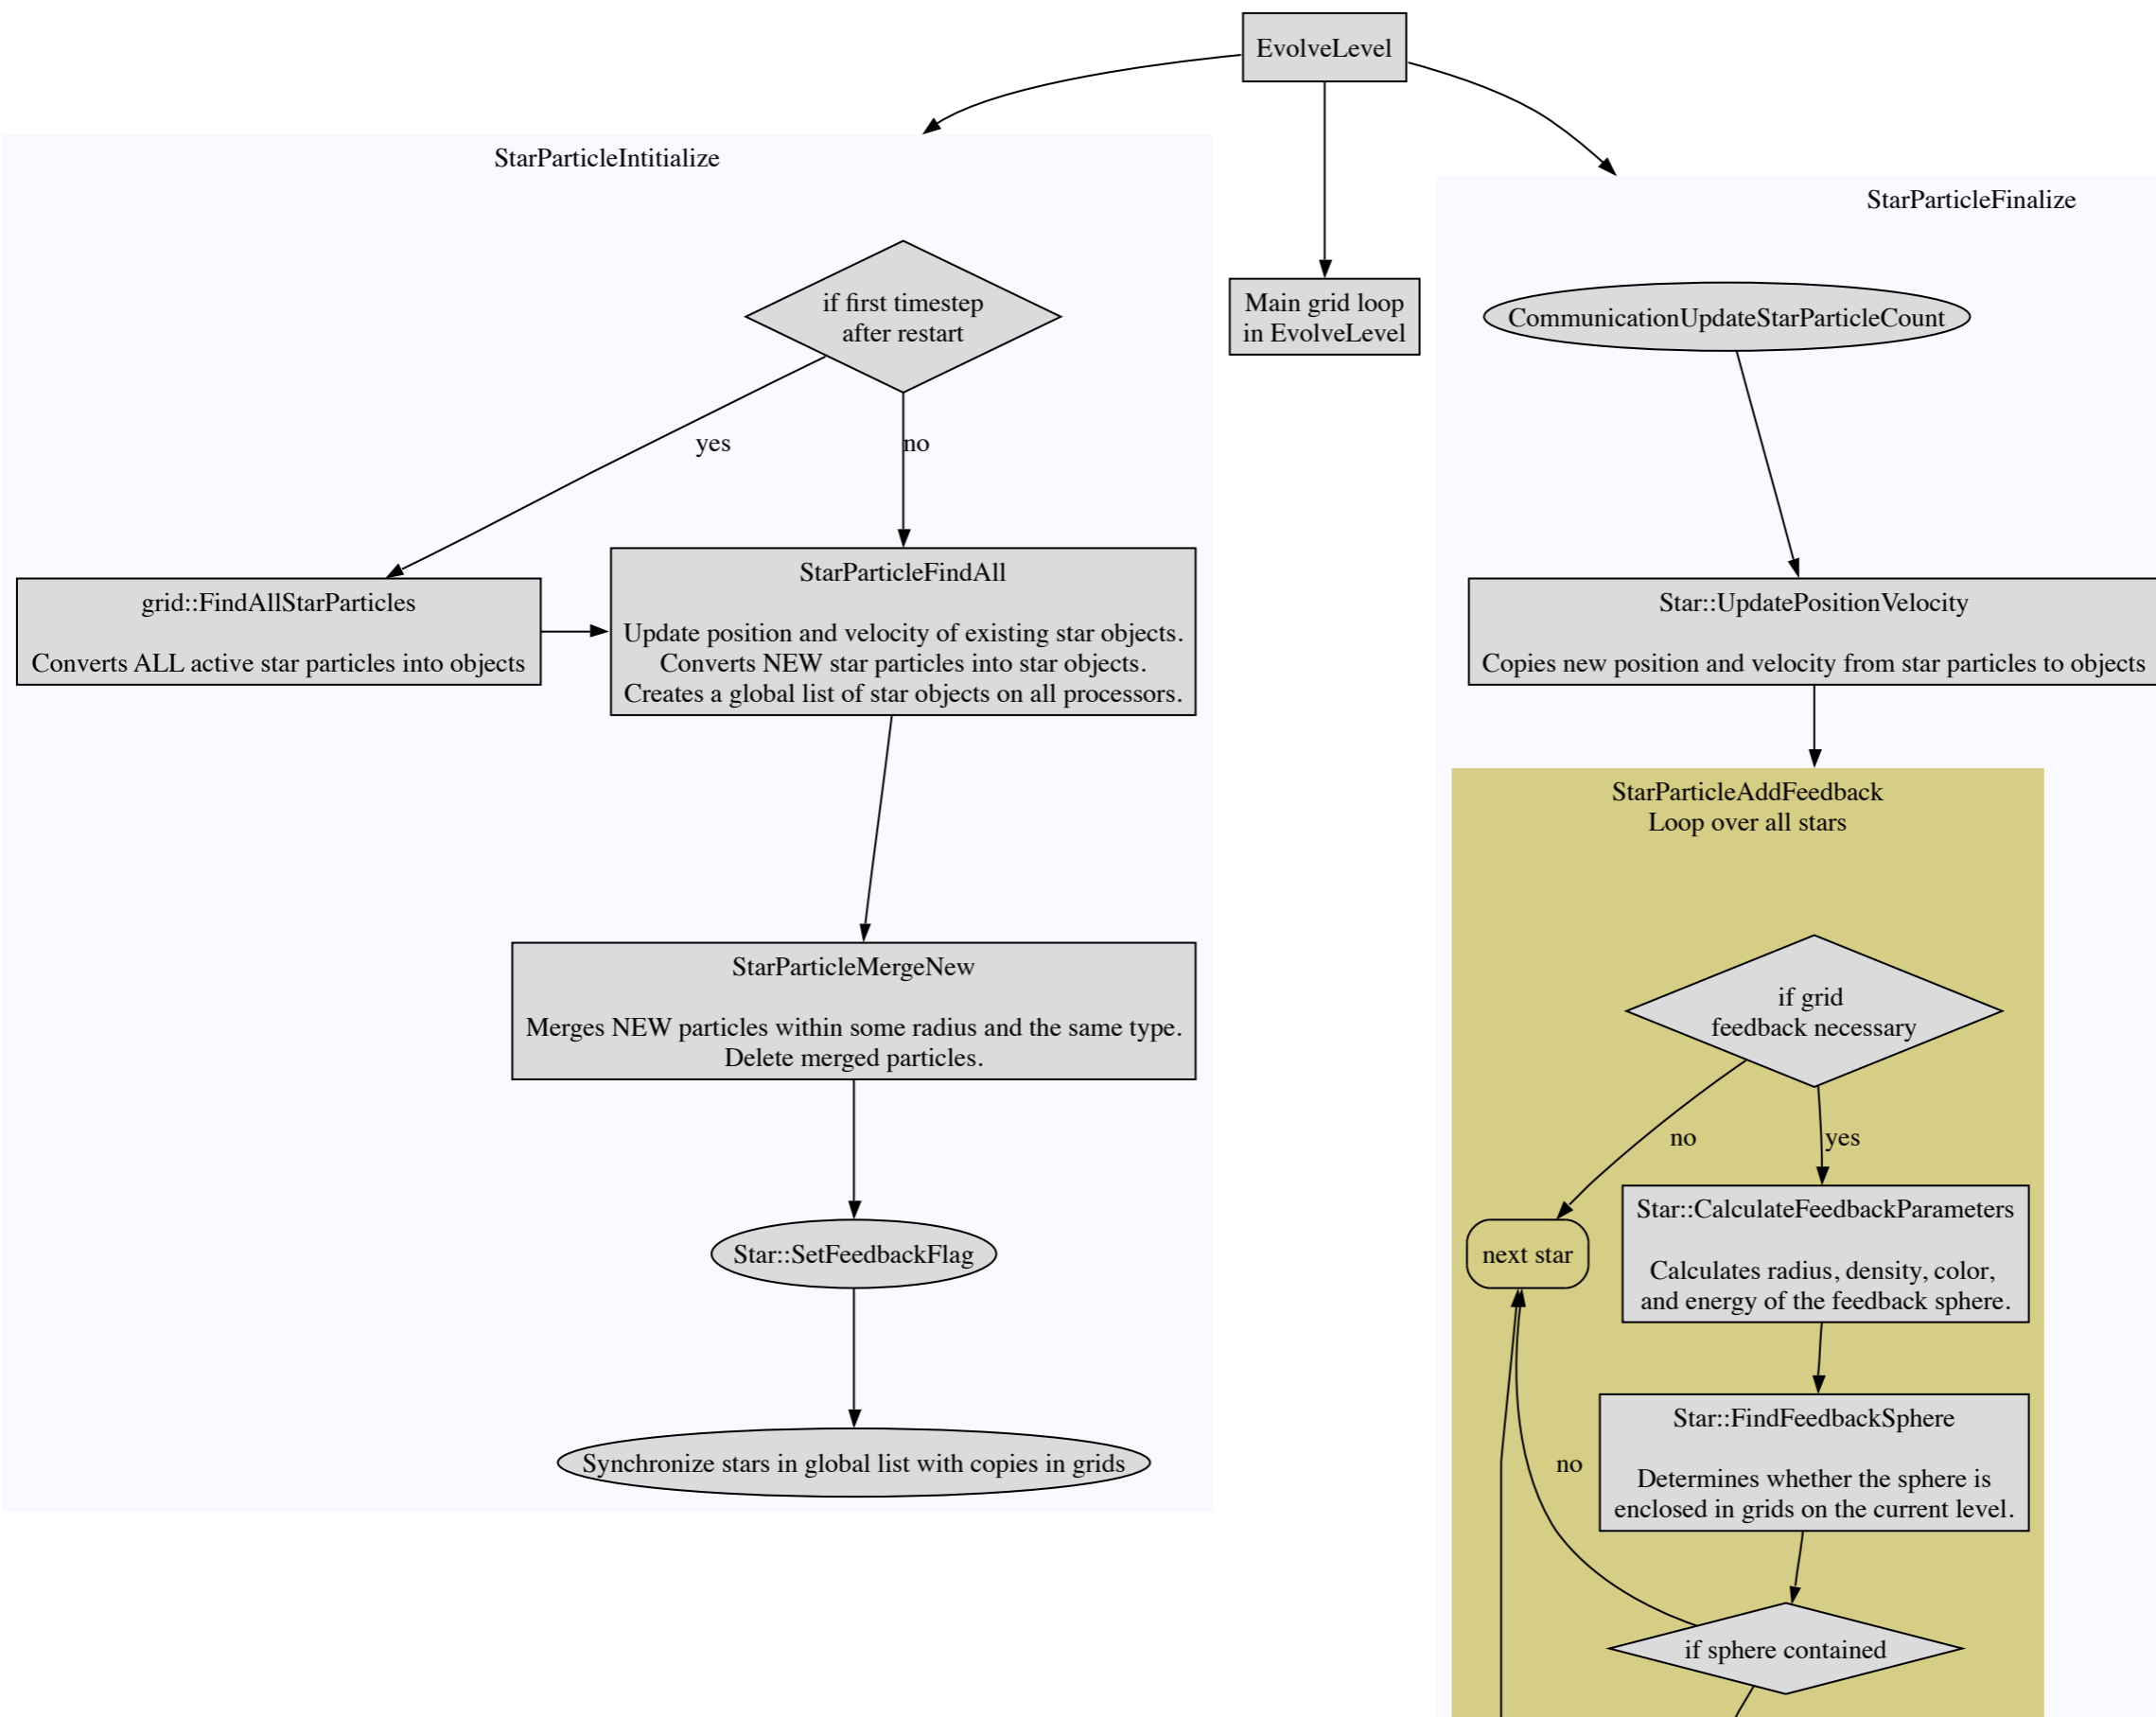 EvolveLevel
StarParticleIntitialize
if first timestep
after restart
yes
no
grid::FindAllStarParticles
Converts ALL active star particles into objects
StarParticleFindAll
Update position and velocity of existing star objects.
Converts NEW star particles into star objects.
Creates a global list of star objects on all processors.
StarParticleMergeNew
Merges NEW particles within some radius and the same type.
Delete merged particles.
Star::SetFeedbackFlag
Synchronize stars in global list with copies in grids
Main grid loop
in EvolveLevel
StarParticleFinalize
CommunicationUpdateStarParticleCount
Star::UpdatePositionVelocity
Copies new position and velocity from star particles to objects
StarParticleAddFeedback
Loop over all stars
if grid
feedback necessary
no
yes
next star
Star::CalculateFeedbackParameters
Calculates radius, density, color,
and energy of the feedback sphere.
Star::FindFeedbackSphere
Determines whether the sphere is
enclosed in grids on the current level.
no
if sphere contained